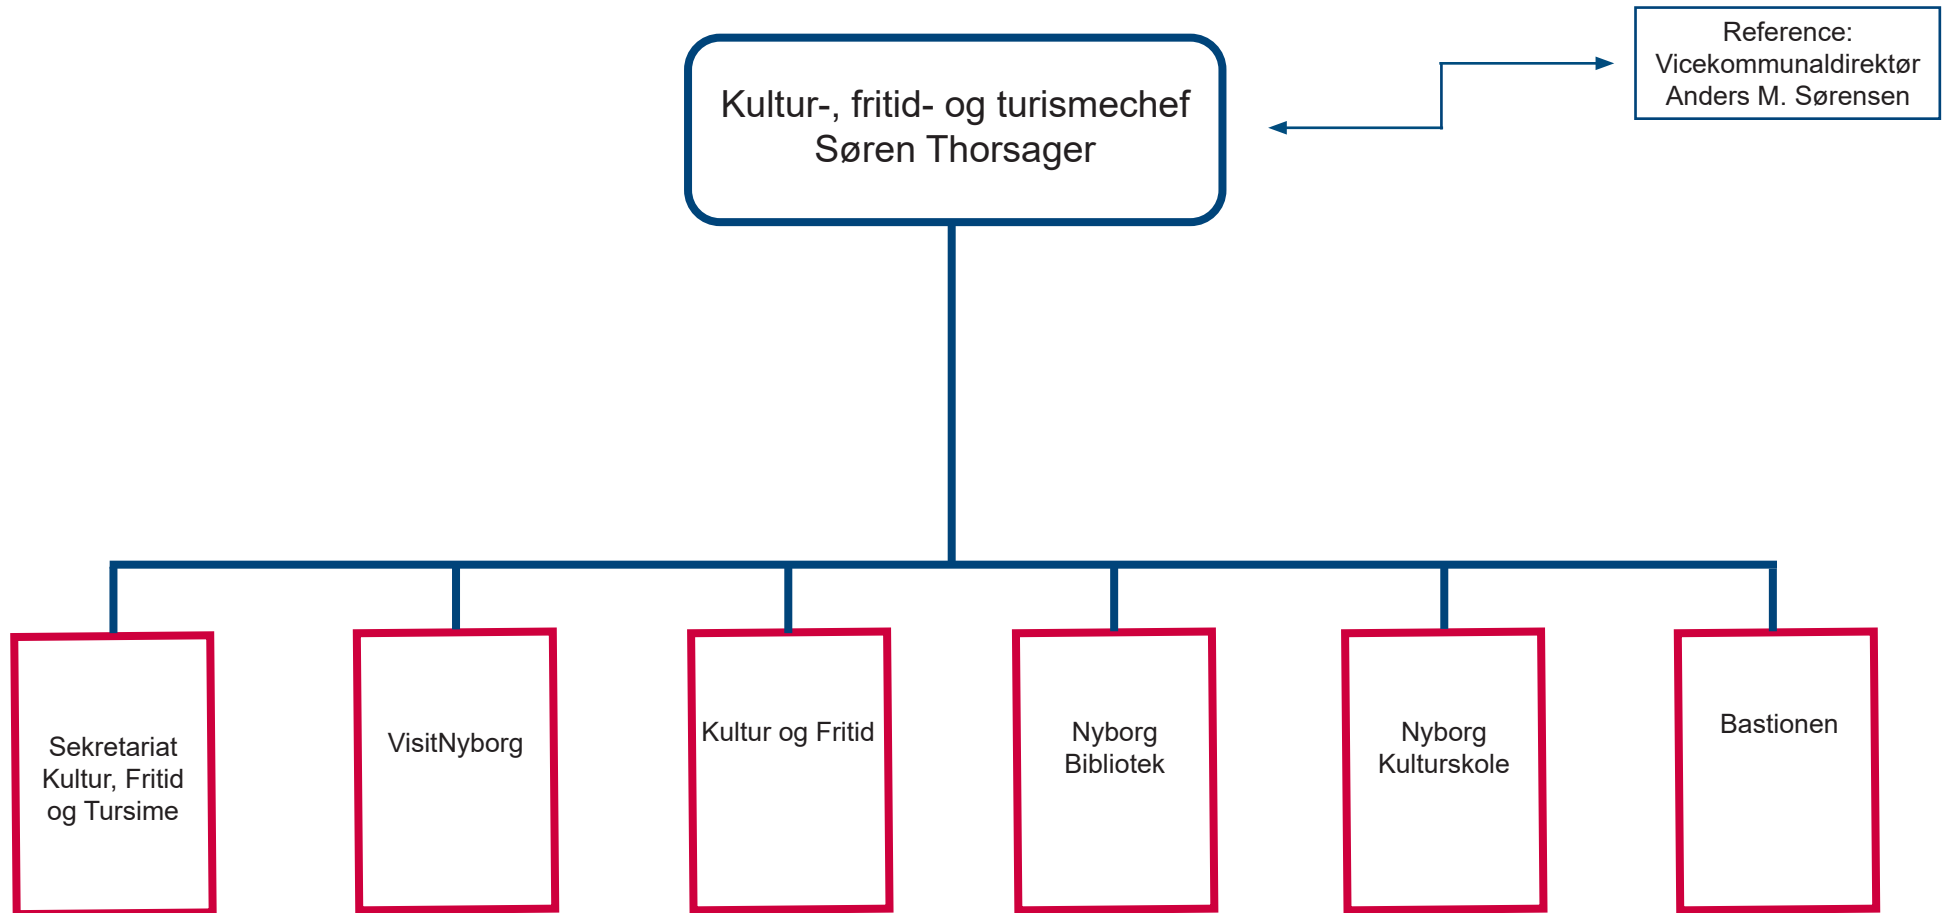 Kultur-, fritid- og turismechef
Søren Thorsager
Reference:
Vicekommunaldirektør
Anders M. Sørensen
Sekretariat
Kultur, Fritid
og Tursime
VisitNyborg
Kultur og Fritid
Nyborg
Bibliotek
Nyborg
Kulturskole
Bastionen